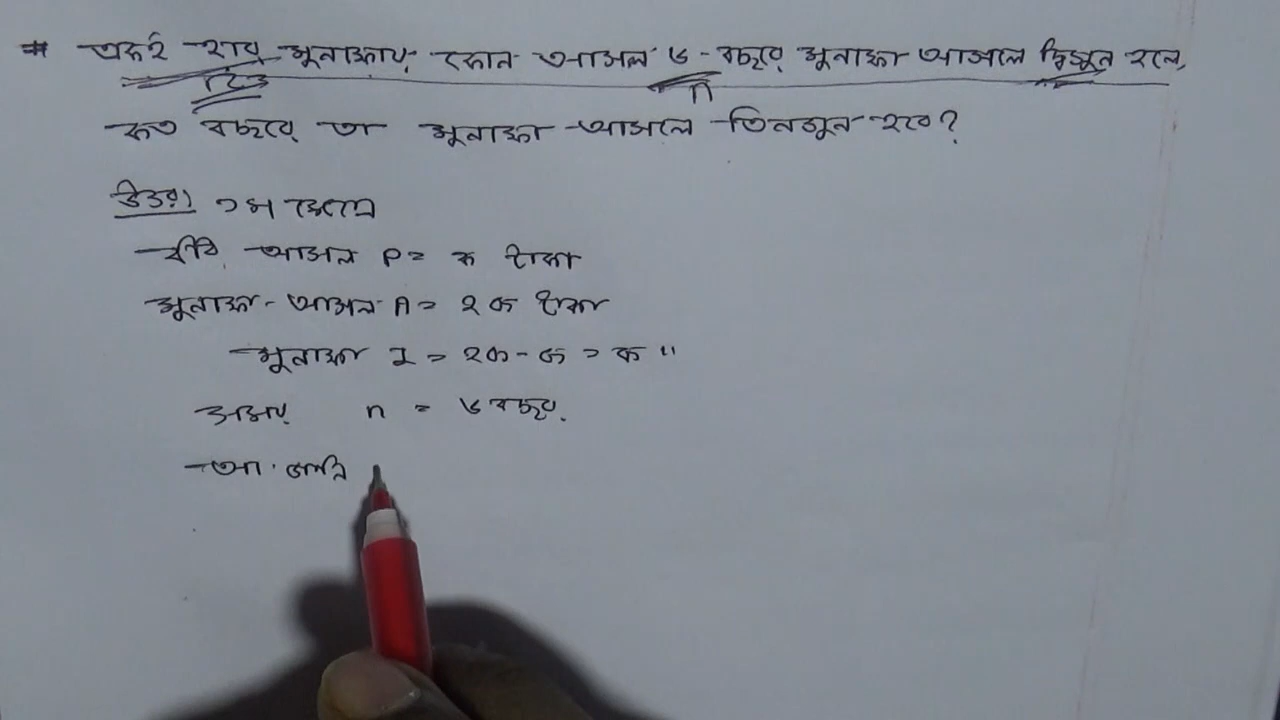 # একই হার মুনাফায় কোন আসল ৬ বছরে মুনাফা আসলে দ্বিগুন হলে,
n
কত বছরে তা মুনাফা আসলে তিনগুন হবে?
উত্তর) ১ম ক্ষেত্রে
ধরি, আসল P = ক টাকা
মুনাফা-আসল A = ২ক টাকা
মুনাফা I = ২ক - ক = ক "
সময় n = ৬ বছর
আ. জানি